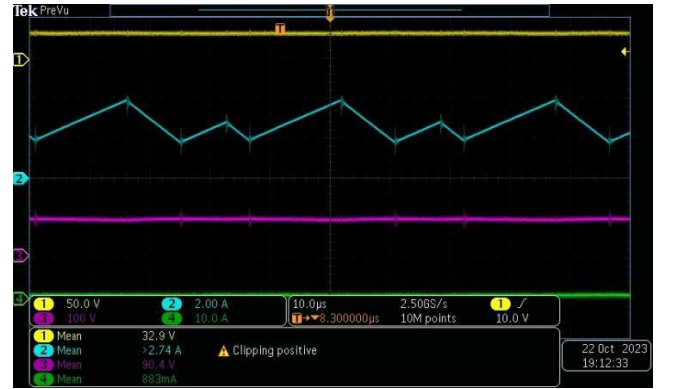 Tek PreVu
T
T
1
2
3
4
1 50.0 V 2 2.00 A 10.0µs 2.50GS/s 1 ∫
3 100 V 4 10.0 A T→▼8.300000µs 10M points 10.0 V
1 Mean 32.9 V
2 Mean >2.74 A ⚠ Clipping positive
3 Mean 90.4 V
4 Mean 883mA
22 Oct 2023
19:12:33